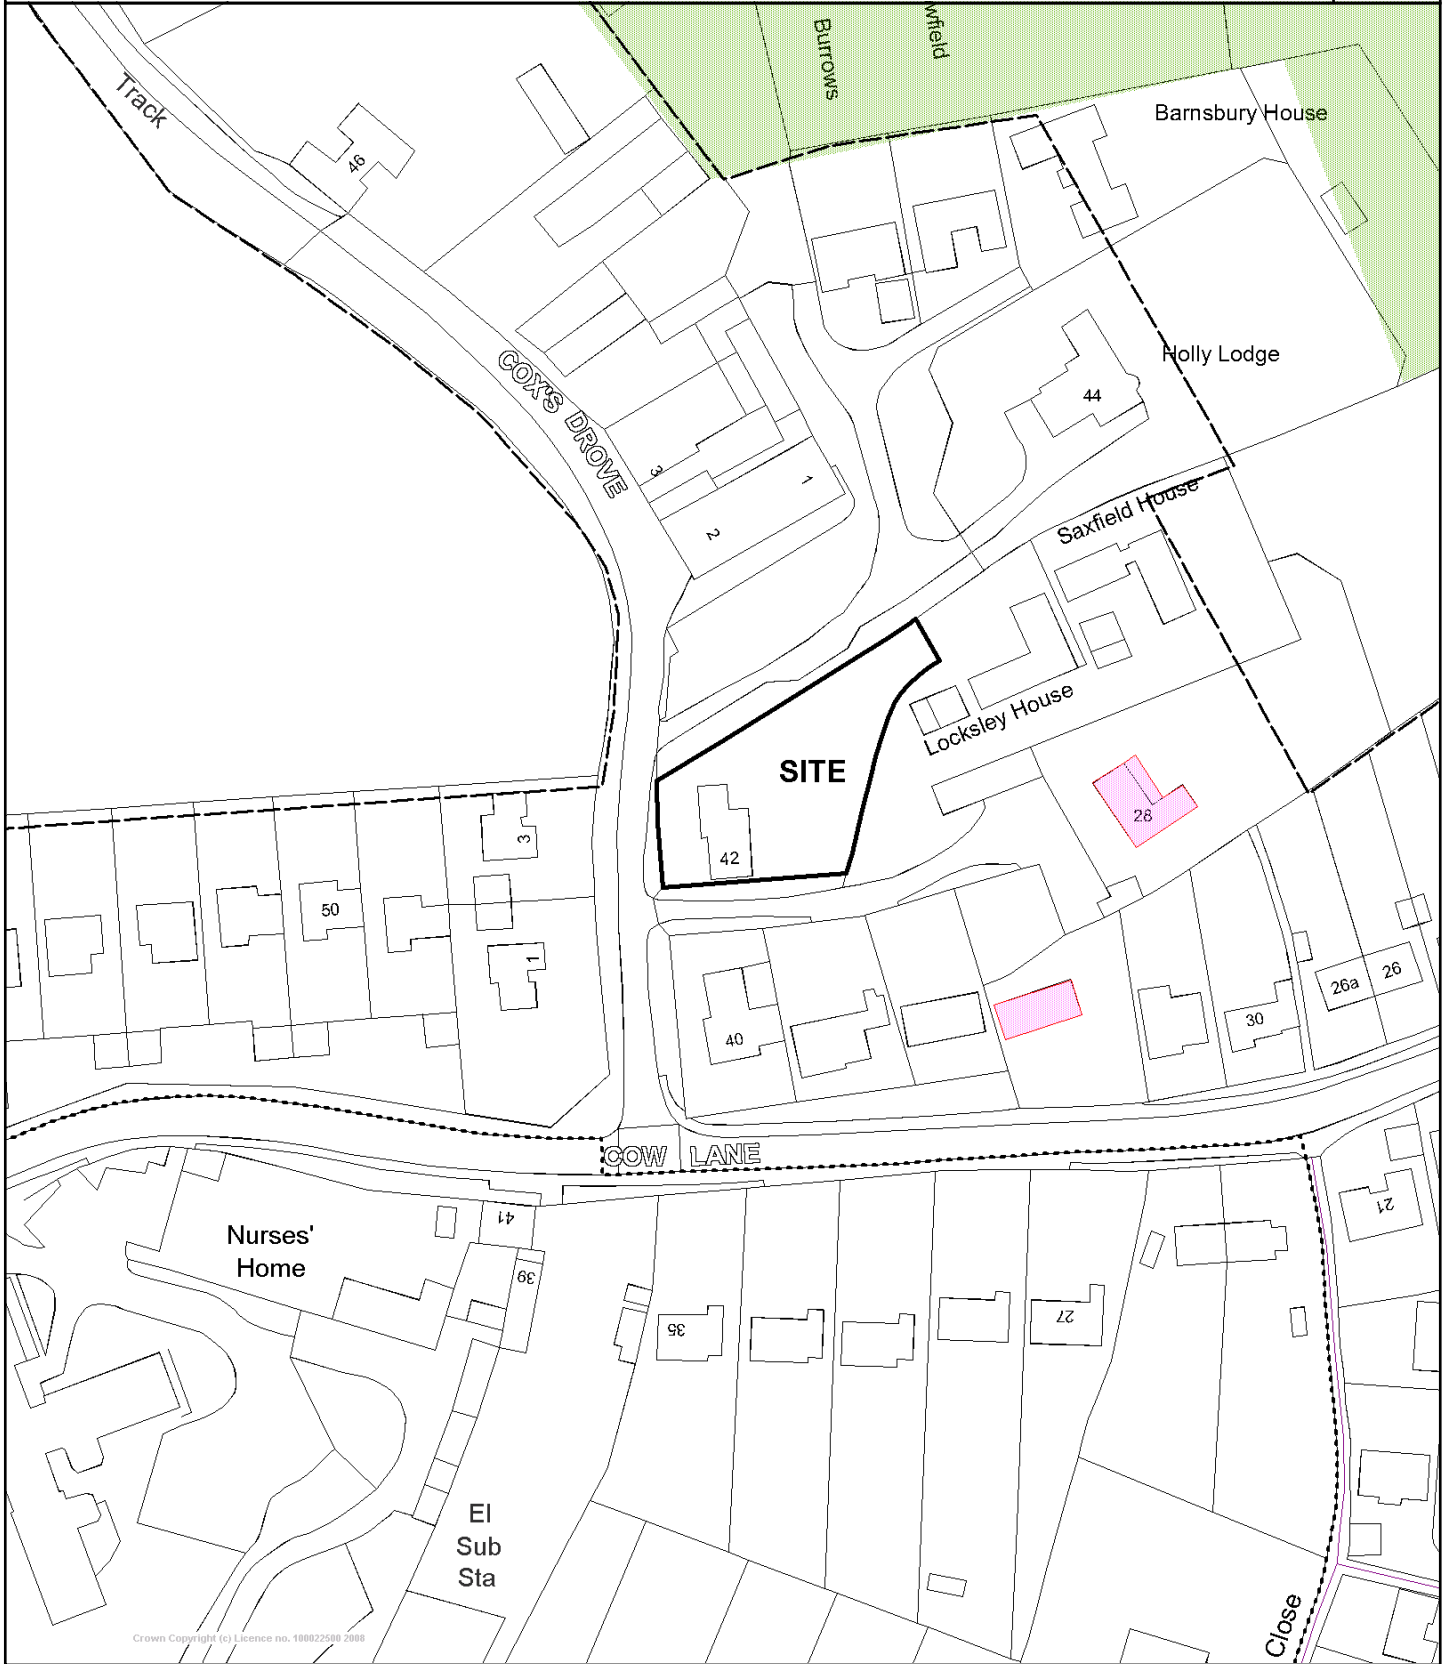 wfield
Burrows
Track
Barnsbury House
46
Holly Lodge
COX'S DROVE
44
3
1
2
Saxfield House
Locksley House
SITE
28
42
3
50
1
40
26a
26
30
COW LANE
21
41
Nurses'
Home
39
35
27
El
Sub
Sta
Close
Crown Copyright (c) Licence no. 100022500 2008